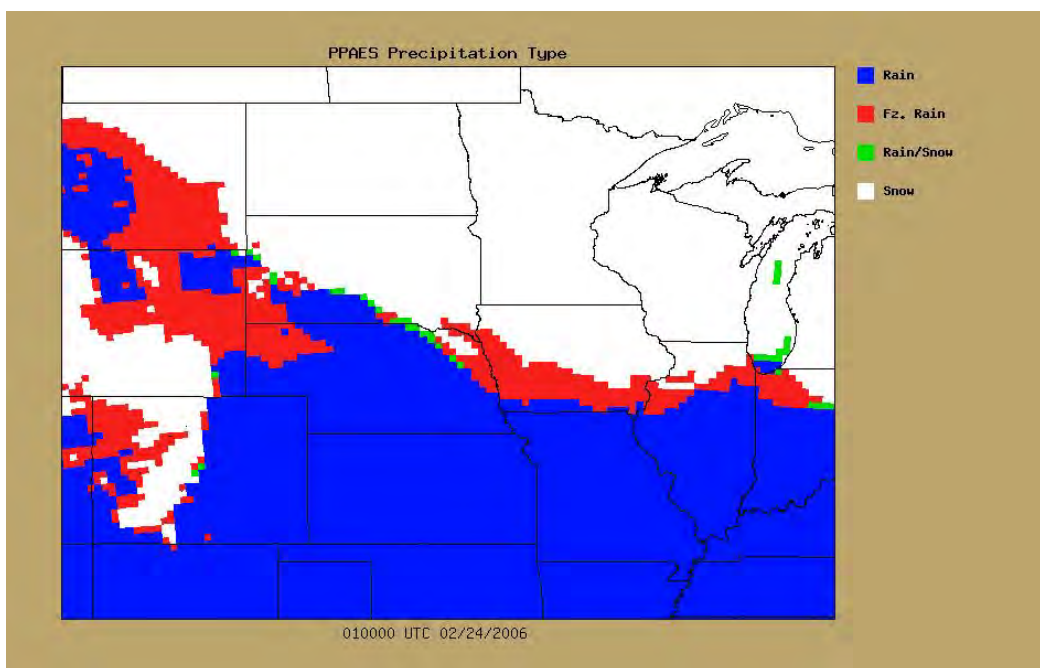 PPAES Precipitation Type
Rain
Fz. Rain
Rain/Snow
Snow
010000 UTC 02/24/2006